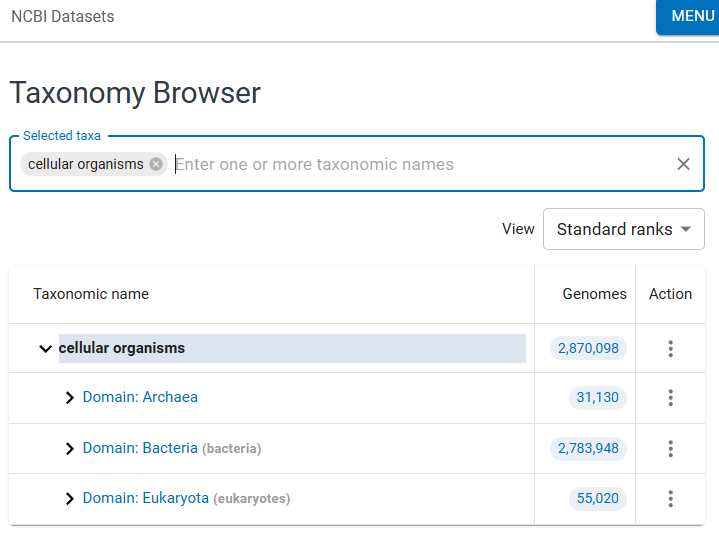 NCBI Datasets MENU
Taxonomy Browser
Selected taxa
cellular organisms Enter one or more taxonomic names
View Standard ranks
Taxonomic name Genomes Action
cellular organisms 2,870,098
Domain: Archaea 31,130
Domain: Bacteria (bacteria) 2,783,948
Domain: Eukaryota (eukaryotes) 55,020